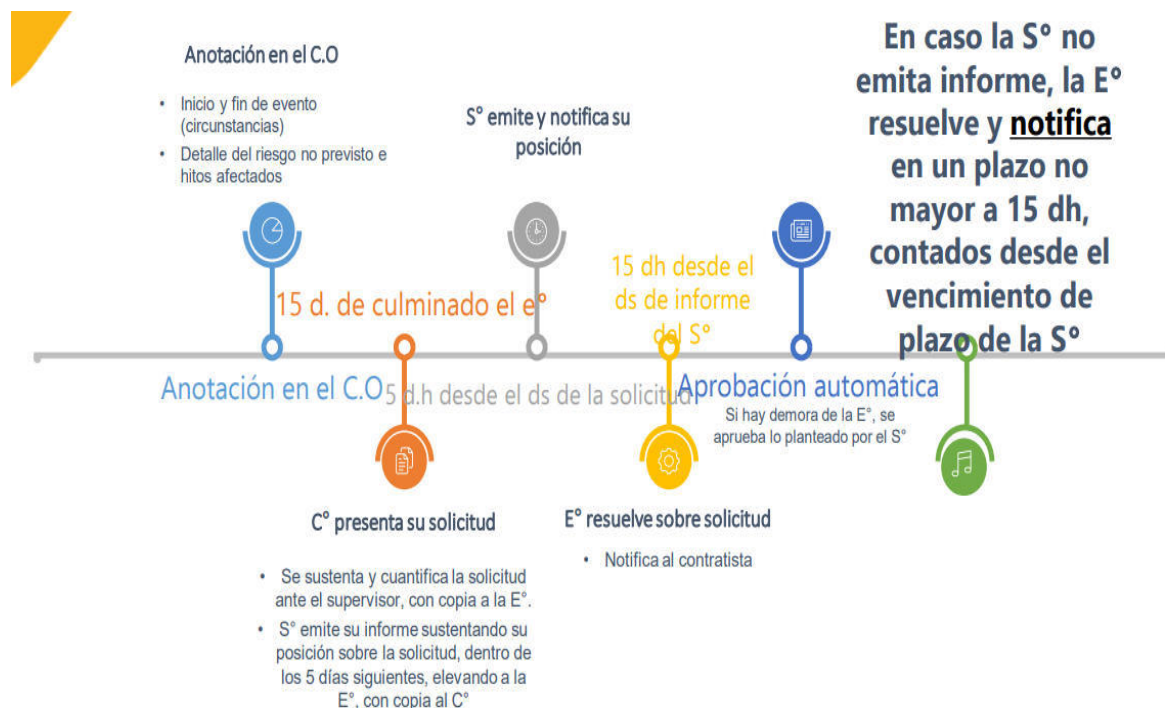 Anotación en el C.O
• Inicio y fin de evento
(circunstancias)
• Detalle del riesgo no previsto e
hitos afectados
S° emite y notifica su
posición
En caso la S° no
emita informe, la E°
resuelve y notifica
en un plazo no
mayor a 15 dh,
contados desde el
vencimiento de
plazo de la S°
15 d. de culminado el e°
15 dh desde el
ds de informe
del S°
Anotación en el C.O
5 d.h desde el ds de la solicitud
Aprobación automática
Si hay demora de la E°, se
aprueba lo planteado por el S°
C° presenta su solicitud
• Se sustenta y cuantifica la solicitud
ante el supervisor, con copia a la E°.
• S° emite su informe sustentando su
posición sobre la solicitud, dentro de
los 5 días siguientes, elevando a la
E°, con copia al C°
E° resuelve sobre solicitud
• Notifica al contratista